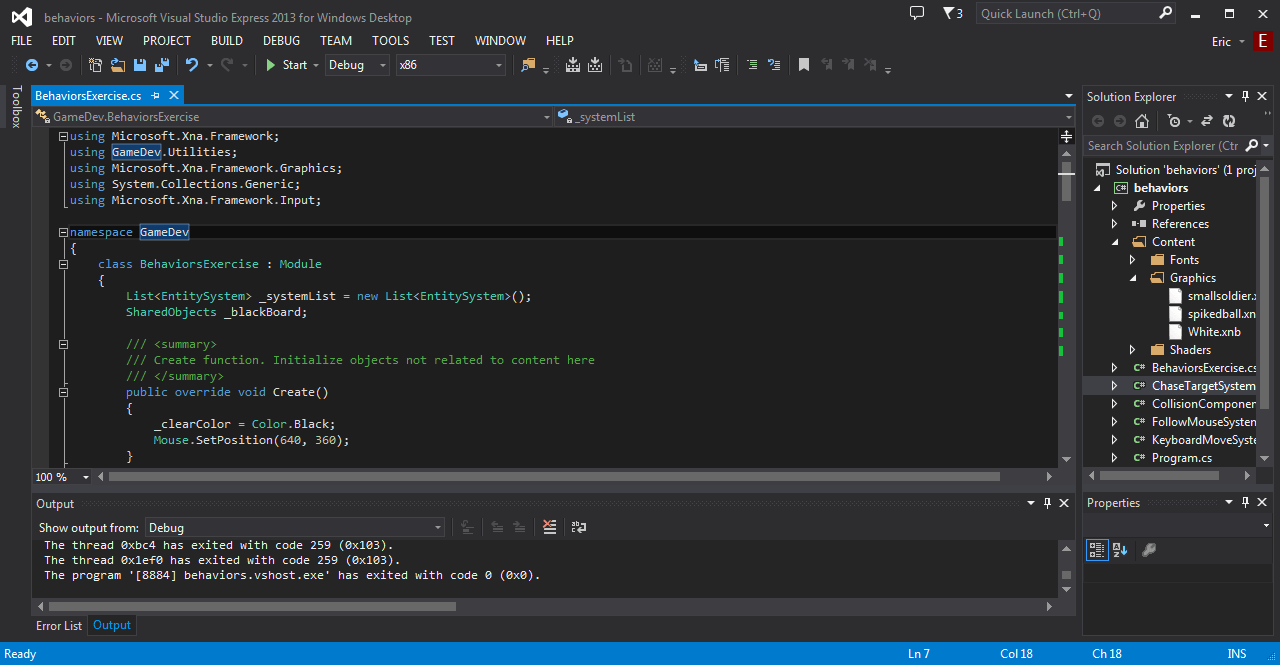 behaviors - Microsoft Visual Studio Express 2013 for Windows Desktop
3
Quick Launch (Ctrl+Q)
FILE EDIT VIEW PROJECT BUILD DEBUG TEAM TOOLS TEST WINDOW HELP
Eric E
Start Debug x86
Toolbox
BehaviorsExercise.cs
GameDev.BehaviorsExercise
_systemList
using Microsoft.Xna.Framework;
using GameDev.Utilities;
using Microsoft.Xna.Framework.Graphics;
using System.Collections.Generic;
using Microsoft.Xna.Framework.Input;
namespace GameDev
{
class BehaviorsExercise : Module
{
List<EntitySystem> _systemList = new List<EntitySystem>();
SharedObjects _blackBoard;
/// <summary>
/// Create function. Initialize objects not related to content here
/// </summary>
public override void Create()
{
_clearColor = Color.Black;
Mouse.SetPosition(640, 360);
}
100 %
Output
Show output from: Debug
The thread 0xbc4 has exited with code 259 (0x103).
The thread 0x1ef0 has exited with code 259 (0x103).
The program '[8884] behaviors.vshost.exe' has exited with code 0 (0x0).
Error List Output
Solution Explorer
Search Solution Explorer (Ctr
Solution 'behaviors' (1 proj
C# behaviors
Properties
References
Content
Fonts
Graphics
smallsoldier.x
spikedball.xn
White.xnb
Shaders
C# BehaviorsExercise.cs
C# ChaseTargetSystem
C# CollisionComponen
C# FollowMouseSystem
C# KeyboardMoveSyste
C# Program.cs
Properties
Ready
Ln 7 Col 18 Ch 18 INS